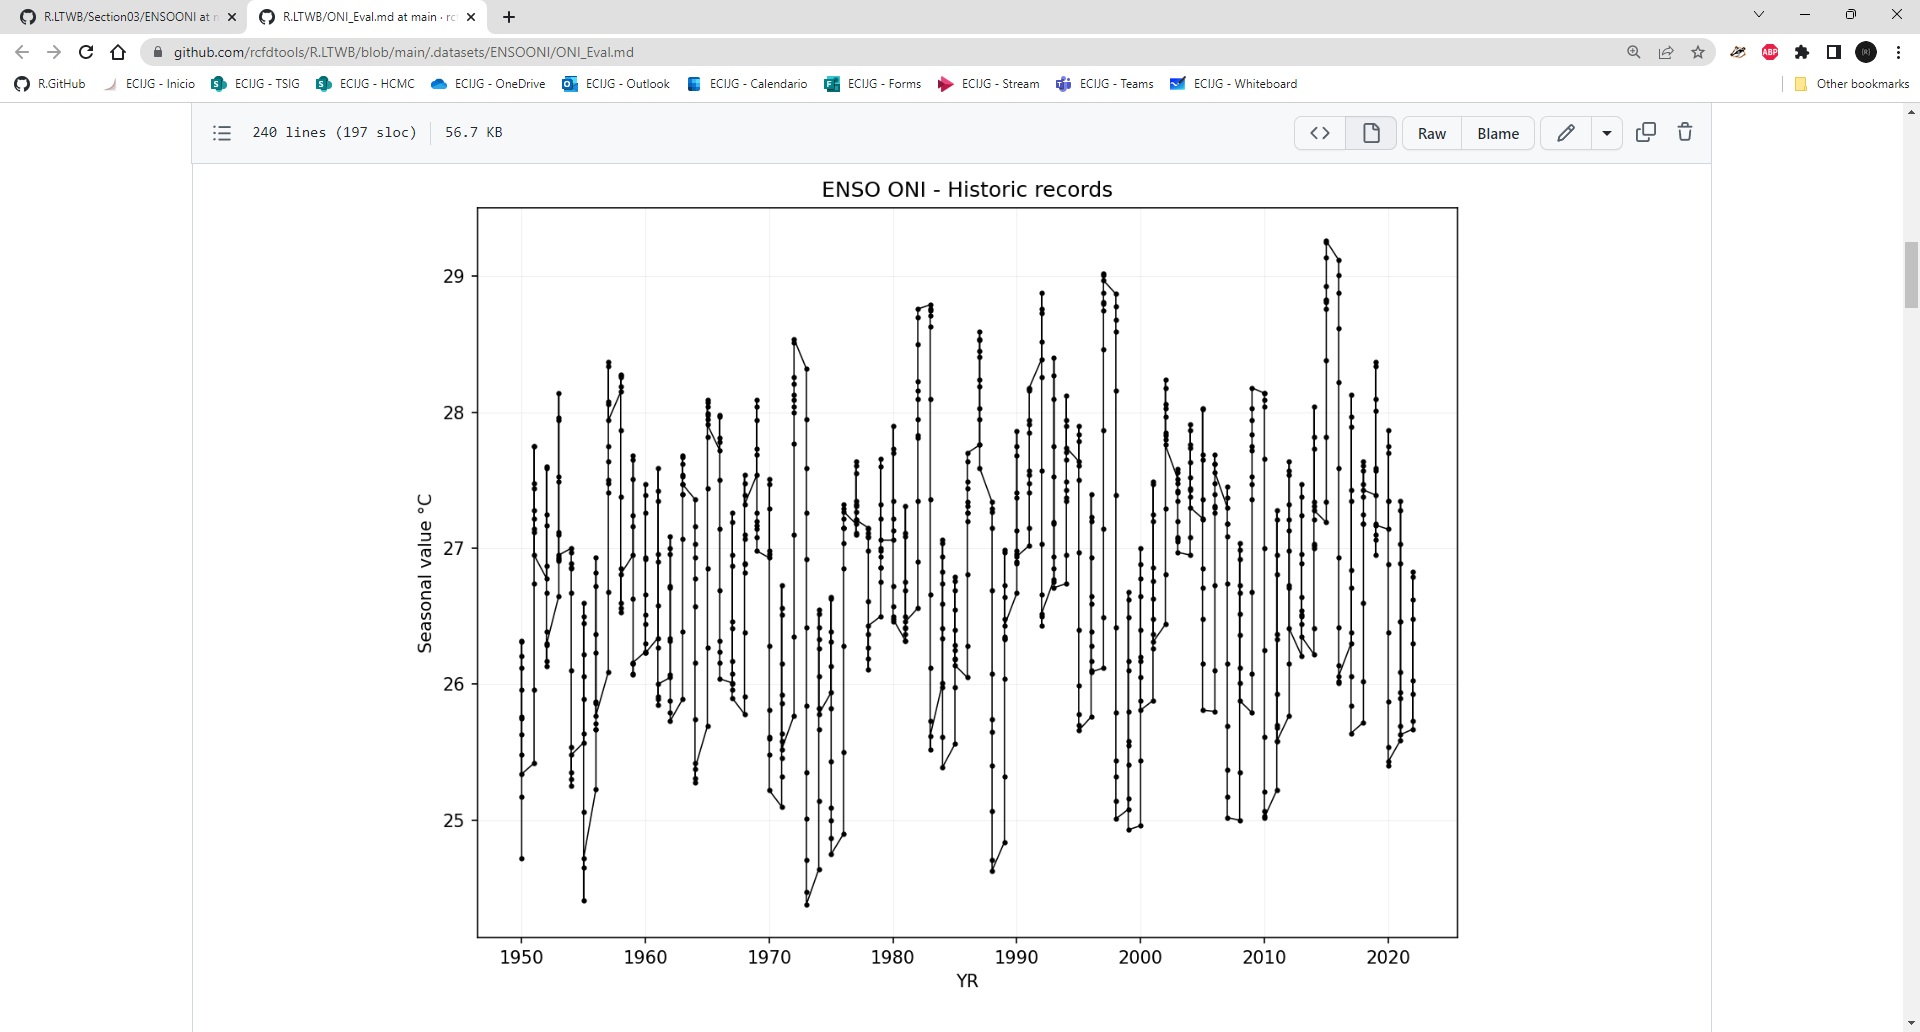 R.LTWB/Section03/ENSOONI at
R.LTWB/ONI_Eval.md at main · rc
github.com/rcfdtools/R.LTWB/blob/main/.datasets/ENSOONI/ONI_Eval.md
ABP
R.GitHub
ECIJG - Inicio
ECIJG - TSIG
ECIJG - HCMC
ECIJG - OneDrive
ECIJG - Outlook
ECIJG - Calendario
ECIJG - Forms
ECIJG - Stream
ECIJG - Teams
ECIJG - Whiteboard
Other bookmarks
240 lines (197 sloc)
56.7 KB
Raw
Blame
ENSO ONI - Historic records
29
28
27
26
25
Seasonal value °C
1950 1960 1970 1980 1990 2000 2010 2020
YR